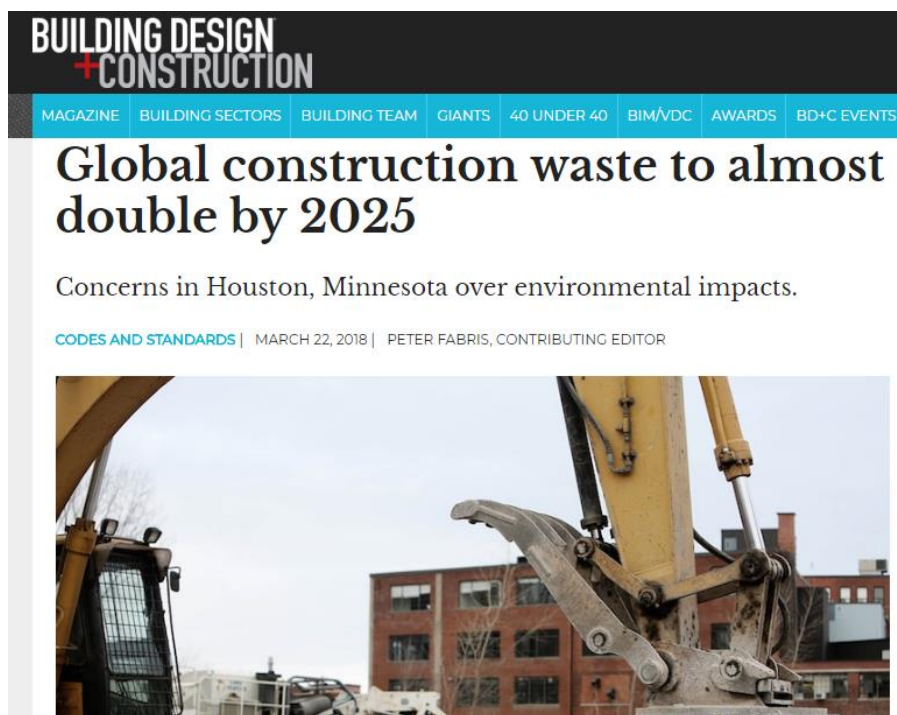 BUILDING DESIGN
+CONSTRUCTION
MAGAZINE BUILDING SECTORS BUILDING TEAM GIANTS 40 UNDER 40 BIM/VDC AWARDS BD+C EVENTS
Global construction waste to almost
double by 2025
Concerns in Houston, Minnesota over environmental impacts.
CODES AND STANDARDS | MARCH 22, 2018 | PETER FABRIS, CONTRIBUTING EDITOR